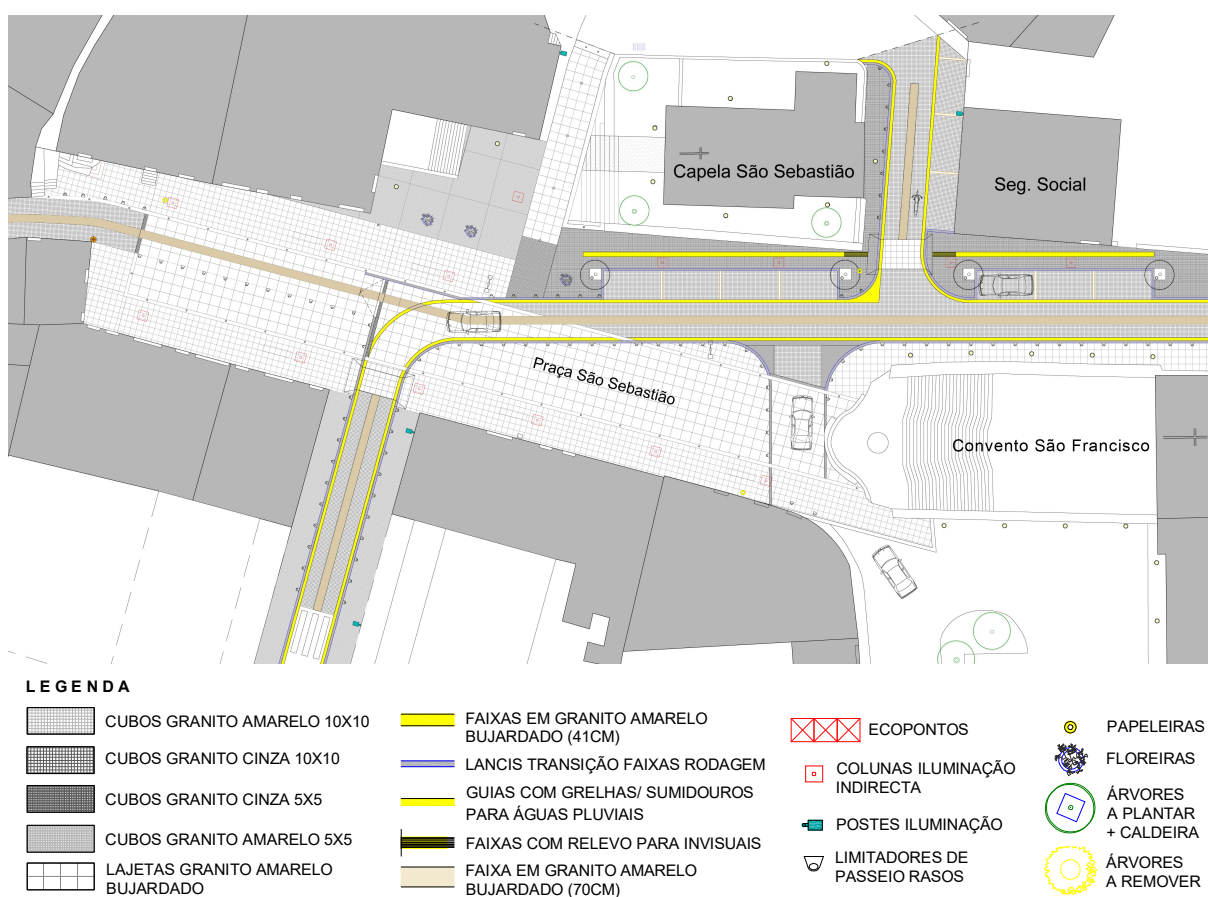 Capela São Sebastião
Seg. Social
Praça São Sebastião
Convento São Francisco
LEGENDA
CUBOS GRANITO AMARELO 10X10
CUBOS GRANITO CINZA 10X10
CUBOS GRANITO CINZA 5X5
CUBOS GRANITO AMARELO 5X5
LAJETAS GRANITO AMARELO
BUJARDADO
FAIXAS EM GRANITO AMARELO
BUJARDADO (41CM)
LANCIS TRANSIÇÃO FAIXAS RODAGEM
GUIAS COM GRELHAS/ SUMIDOUROS
PARA ÁGUAS PLUVIAIS
FAIXAS COM RELEVO PARA INVISUAIS
FAIXA EM GRANITO AMARELO
BUJARDADO (70CM)
ECOPONTOS
COLUNAS ILUMINAÇÃO
INDIRECTA
POSTES ILUMINAÇÃO
LIMITADORES DE
PASSEIO RASOS
PAPELEIRAS
FLOREIRAS
ÁRVORES
A PLANTAR
+ CALDEIRA
ÁRVORES
A REMOVER